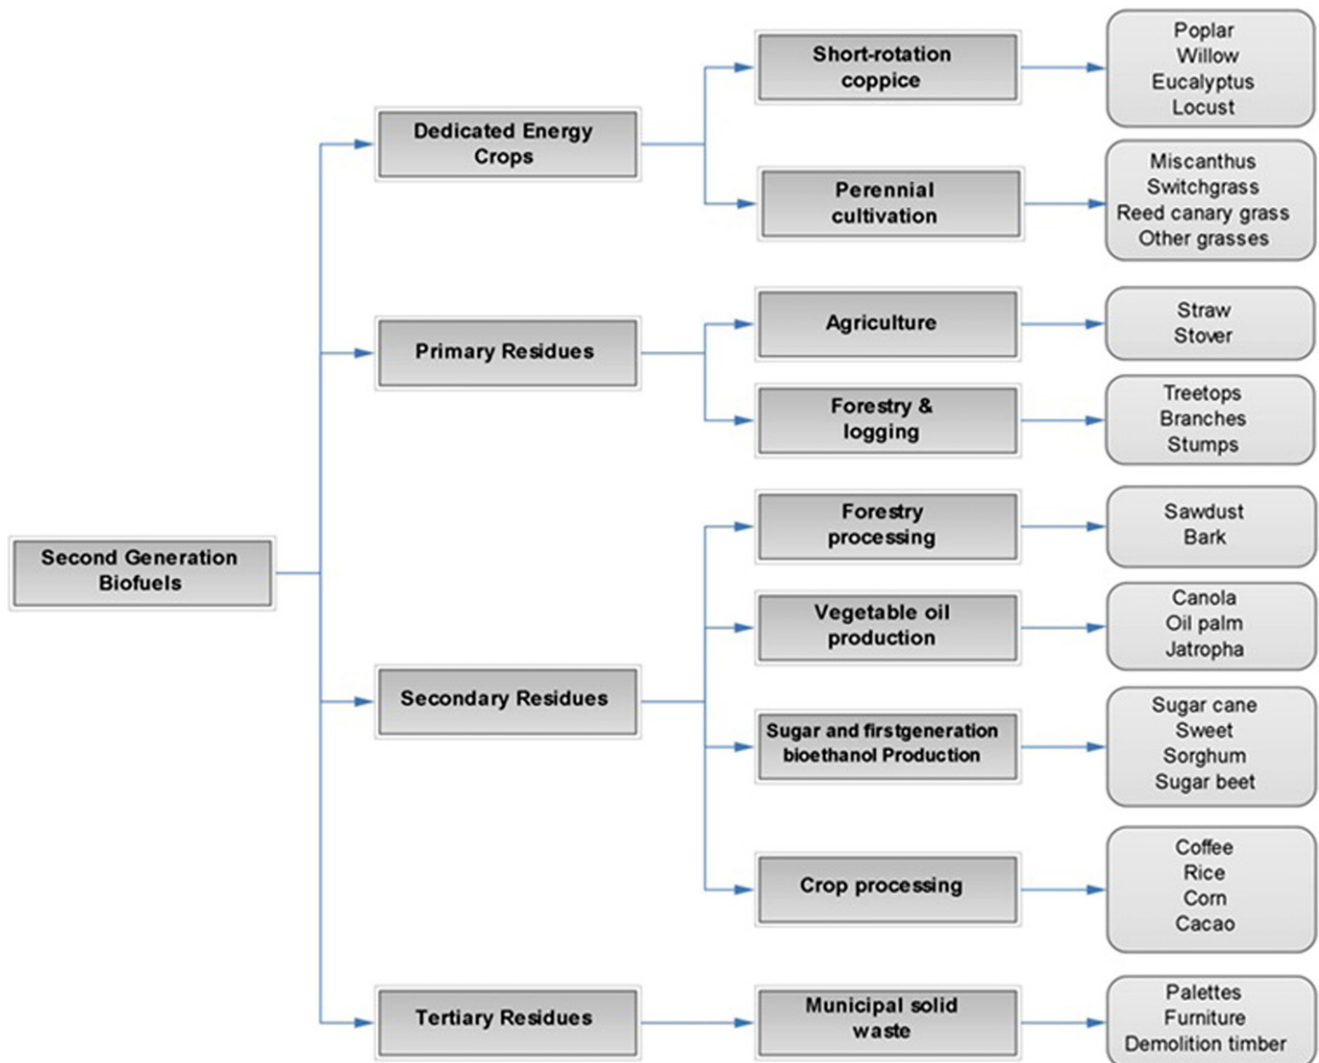 Second Generation
Biofuels
Dedicated Energy
Crops
Short-rotation
coppice
Poplar
Willow
Eucalyptus
Locust
Perennial
cultivation
Miscanthus
Switchgrass
Reed canary grass
Other grasses
Primary Residues
Agriculture
Straw
Stover
Forestry &
logging
Treetops
Branches
Stumps
Secondary Residues
Forestry
processing
Sawdust
Bark
Vegetable oil
production
Canola
Oil palm
Jatropha
Sugar and firstgeneration
bioethanol Production
Sugar cane
Sweet
Sorghum
Sugar beet
Crop processing
Coffee
Rice
Corn
Cacao
Tertiary Residues
Municipal solid
waste
Palettes
Furniture
Demolition timber